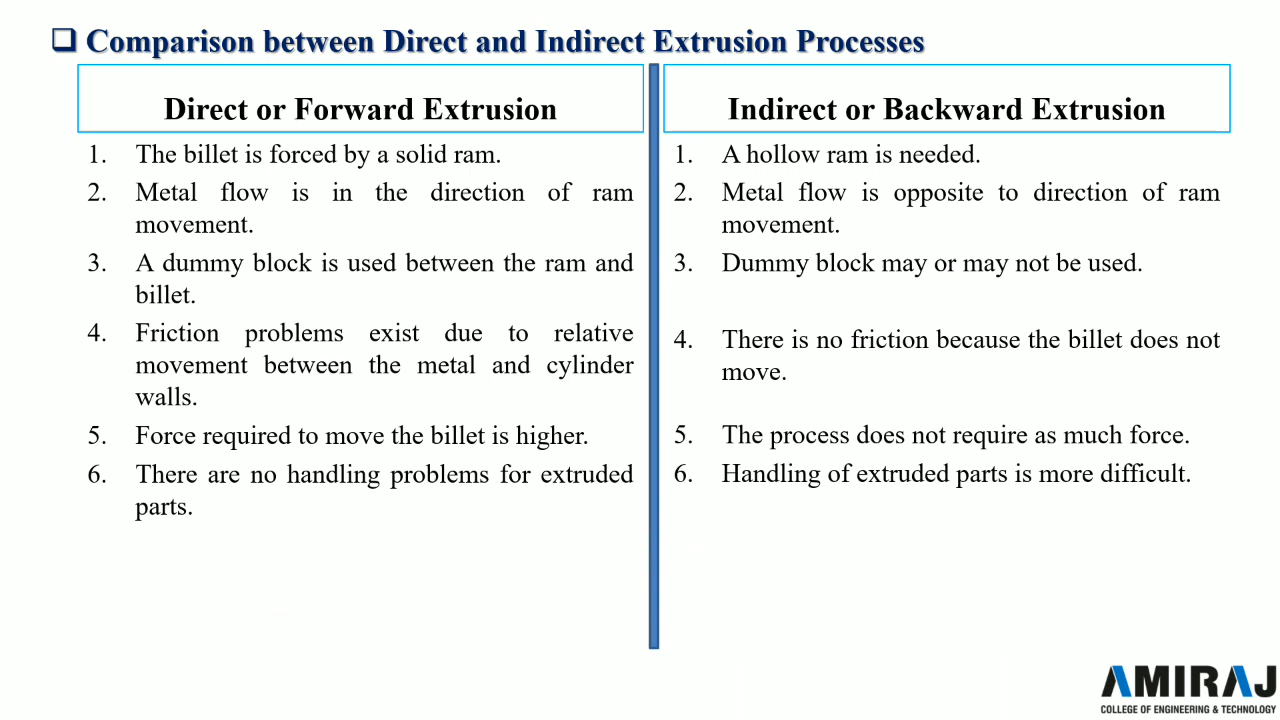 ❑ Comparison between Direct and Indirect Extrusion Processes
Direct or Forward Extrusion
1. The billet is forced by a solid ram.
2. Metal flow is in the direction of ram
movement.
3. A dummy block is used between the ram and
billet.
4. Friction problems exist due to relative
movement between the metal and cylinder
walls.
5. Force required to move the billet is higher.
6. There are no handling problems for extruded
parts.
Indirect or Backward Extrusion
1. A hollow ram is needed.
2. Metal flow is opposite to direction of ram
movement.
3. Dummy block may or may not be used.
4. There is no friction because the billet does not
move.
5. The process does not require as much force.
6. Handling of extruded parts is more difficult.
AMIRAJ
COLLEGE OF ENGINEERING & TECHNOLOGY